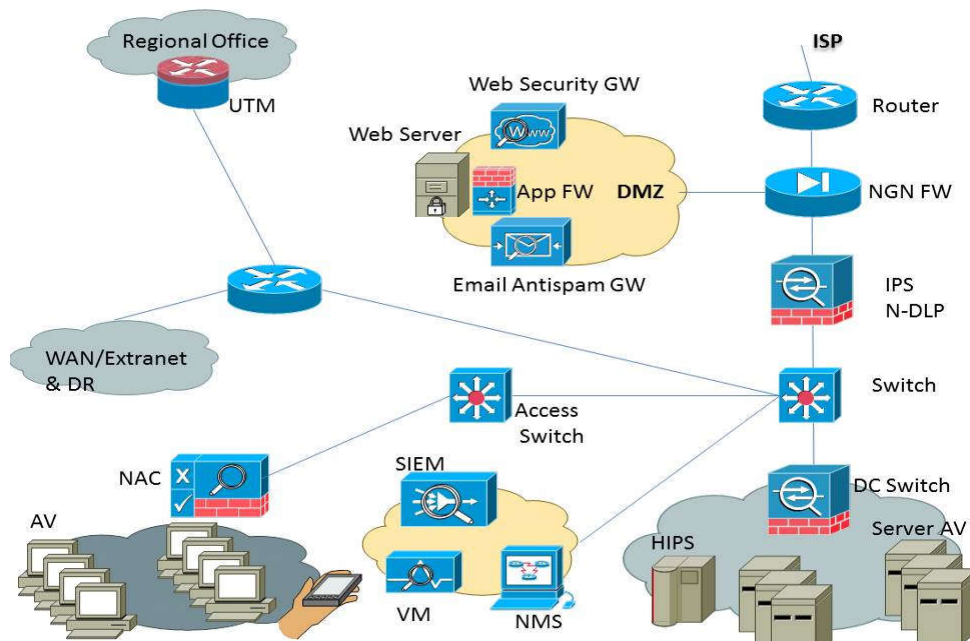 Regional Office
UTM
ISP
Router
Web Security GW
Web Server
WWW
App FW
DMZ
NGN FW
Email Antispam GW
IPS
N-DLP
WAN/Extranet
& DR
Switch
Access
Switch
NAC
X
SIEM
DC Switch
AV
HIPS
Server AV
VM
NMS